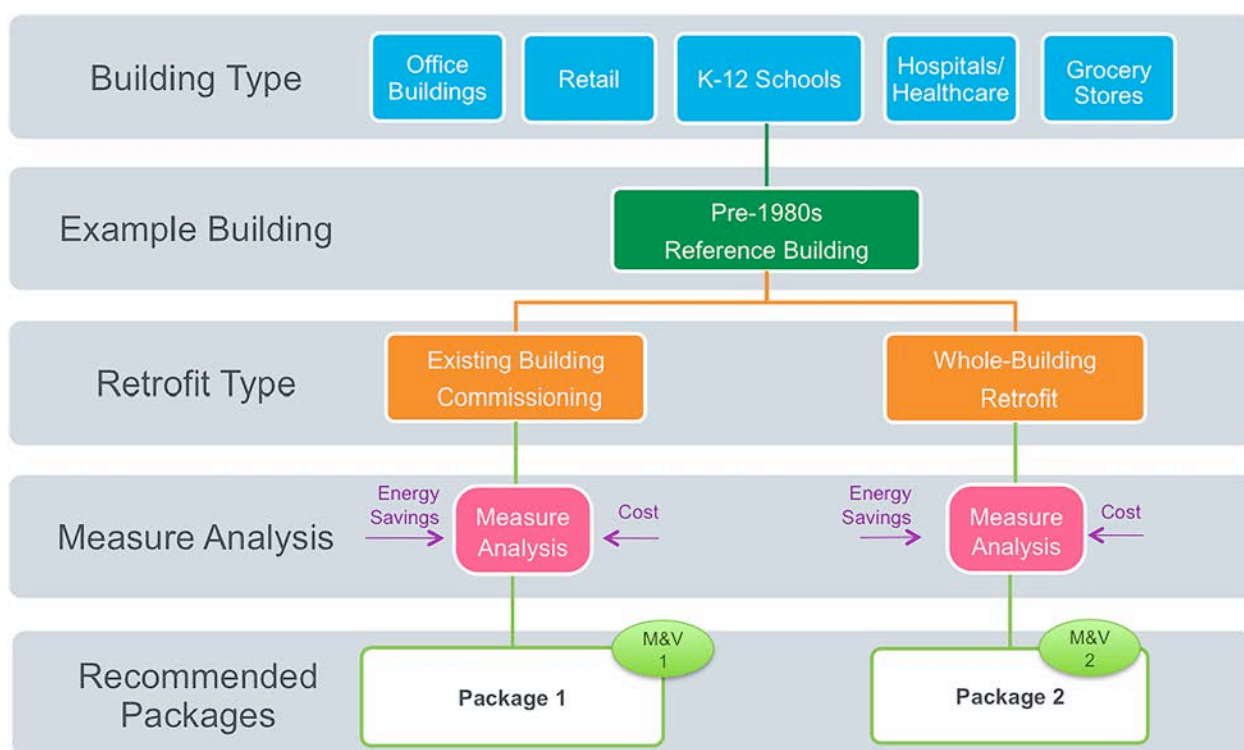 Building Type
Office
Buildings
Retail
K-12 Schools
Hospitals/
Healthcare
Grocery
Stores
Example Building
Pre-1980s
Reference Building
Retrofit Type
Existing Building
Commissioning
Whole-Building
Retrofit
Measure Analysis
Energy
Savings
Measure
Analysis
Cost
Energy
Savings
Measure
Analysis
Cost
Recommended
Packages
Package 1
M&V
1
Package 2
M&V
2